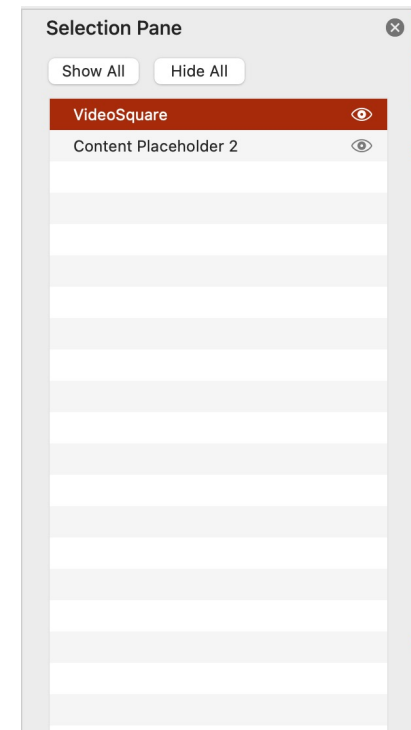 Selection Pane
Show All Hide All
VideoSquare
Content Placeholder 2